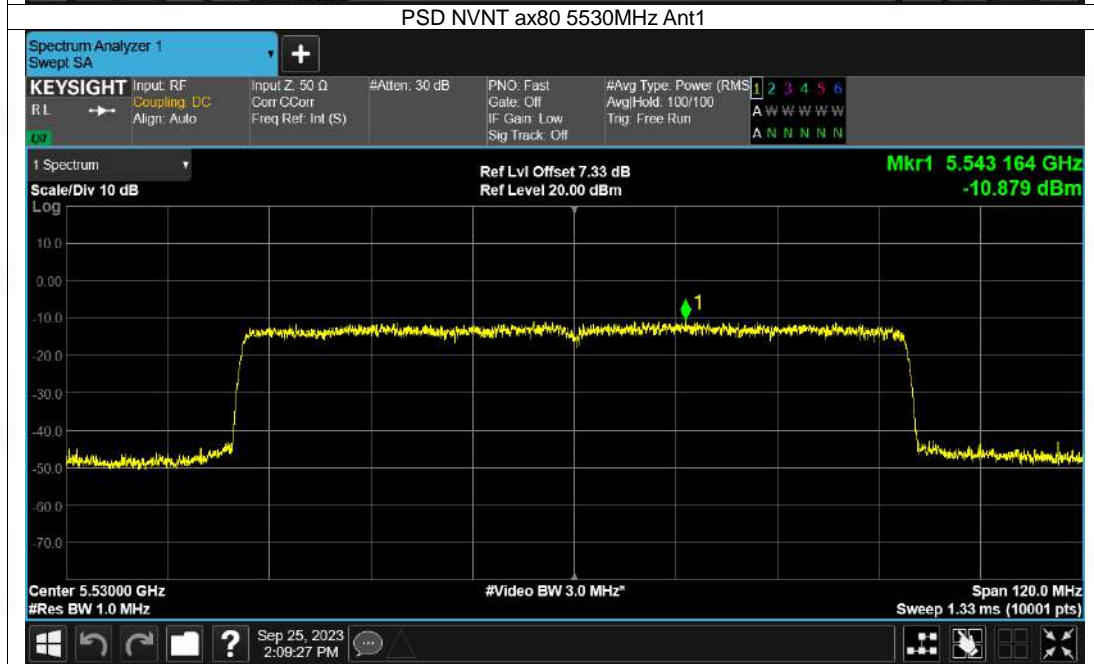 PSD NVNT ax80 5530MHz Ant1
Spectrum Analyzer 1
Swept SA
KEYSIGHT
RL
LXI
Input: RF
Coupling: DC
Align: Auto
Input Z: 50 Ω
Corr CCorr
Freq Ref: Int (S)
#Atten: 30 dB
PNO: Fast
Gate: Off
IF Gain: Low
Sig Track: Off
#Avg Type: Power (RMS
Avg|Hold: 100/100
Trig: Free Run
1 2 3 4 5 6
A W W W W W
A N N N N N
1 Spectrum
Scale/Div 10 dB
Log
Ref Lvl Offset 7.33 dB
Ref Level 20.00 dBm
Mkr1 5.543 164 GHz
-10.879 dBm
10.0
0.00
-10.0
-20.0
-30.0
-40.0
-50.0
-60.0
-70.0
1
Center 5.53000 GHz
#Res BW 1.0 MHz
#Video BW 3.0 MHz*
Span 120.0 MHz
Sweep 1.33 ms (10001 pts)
?
Sep 25, 2023
2:09:27 PM